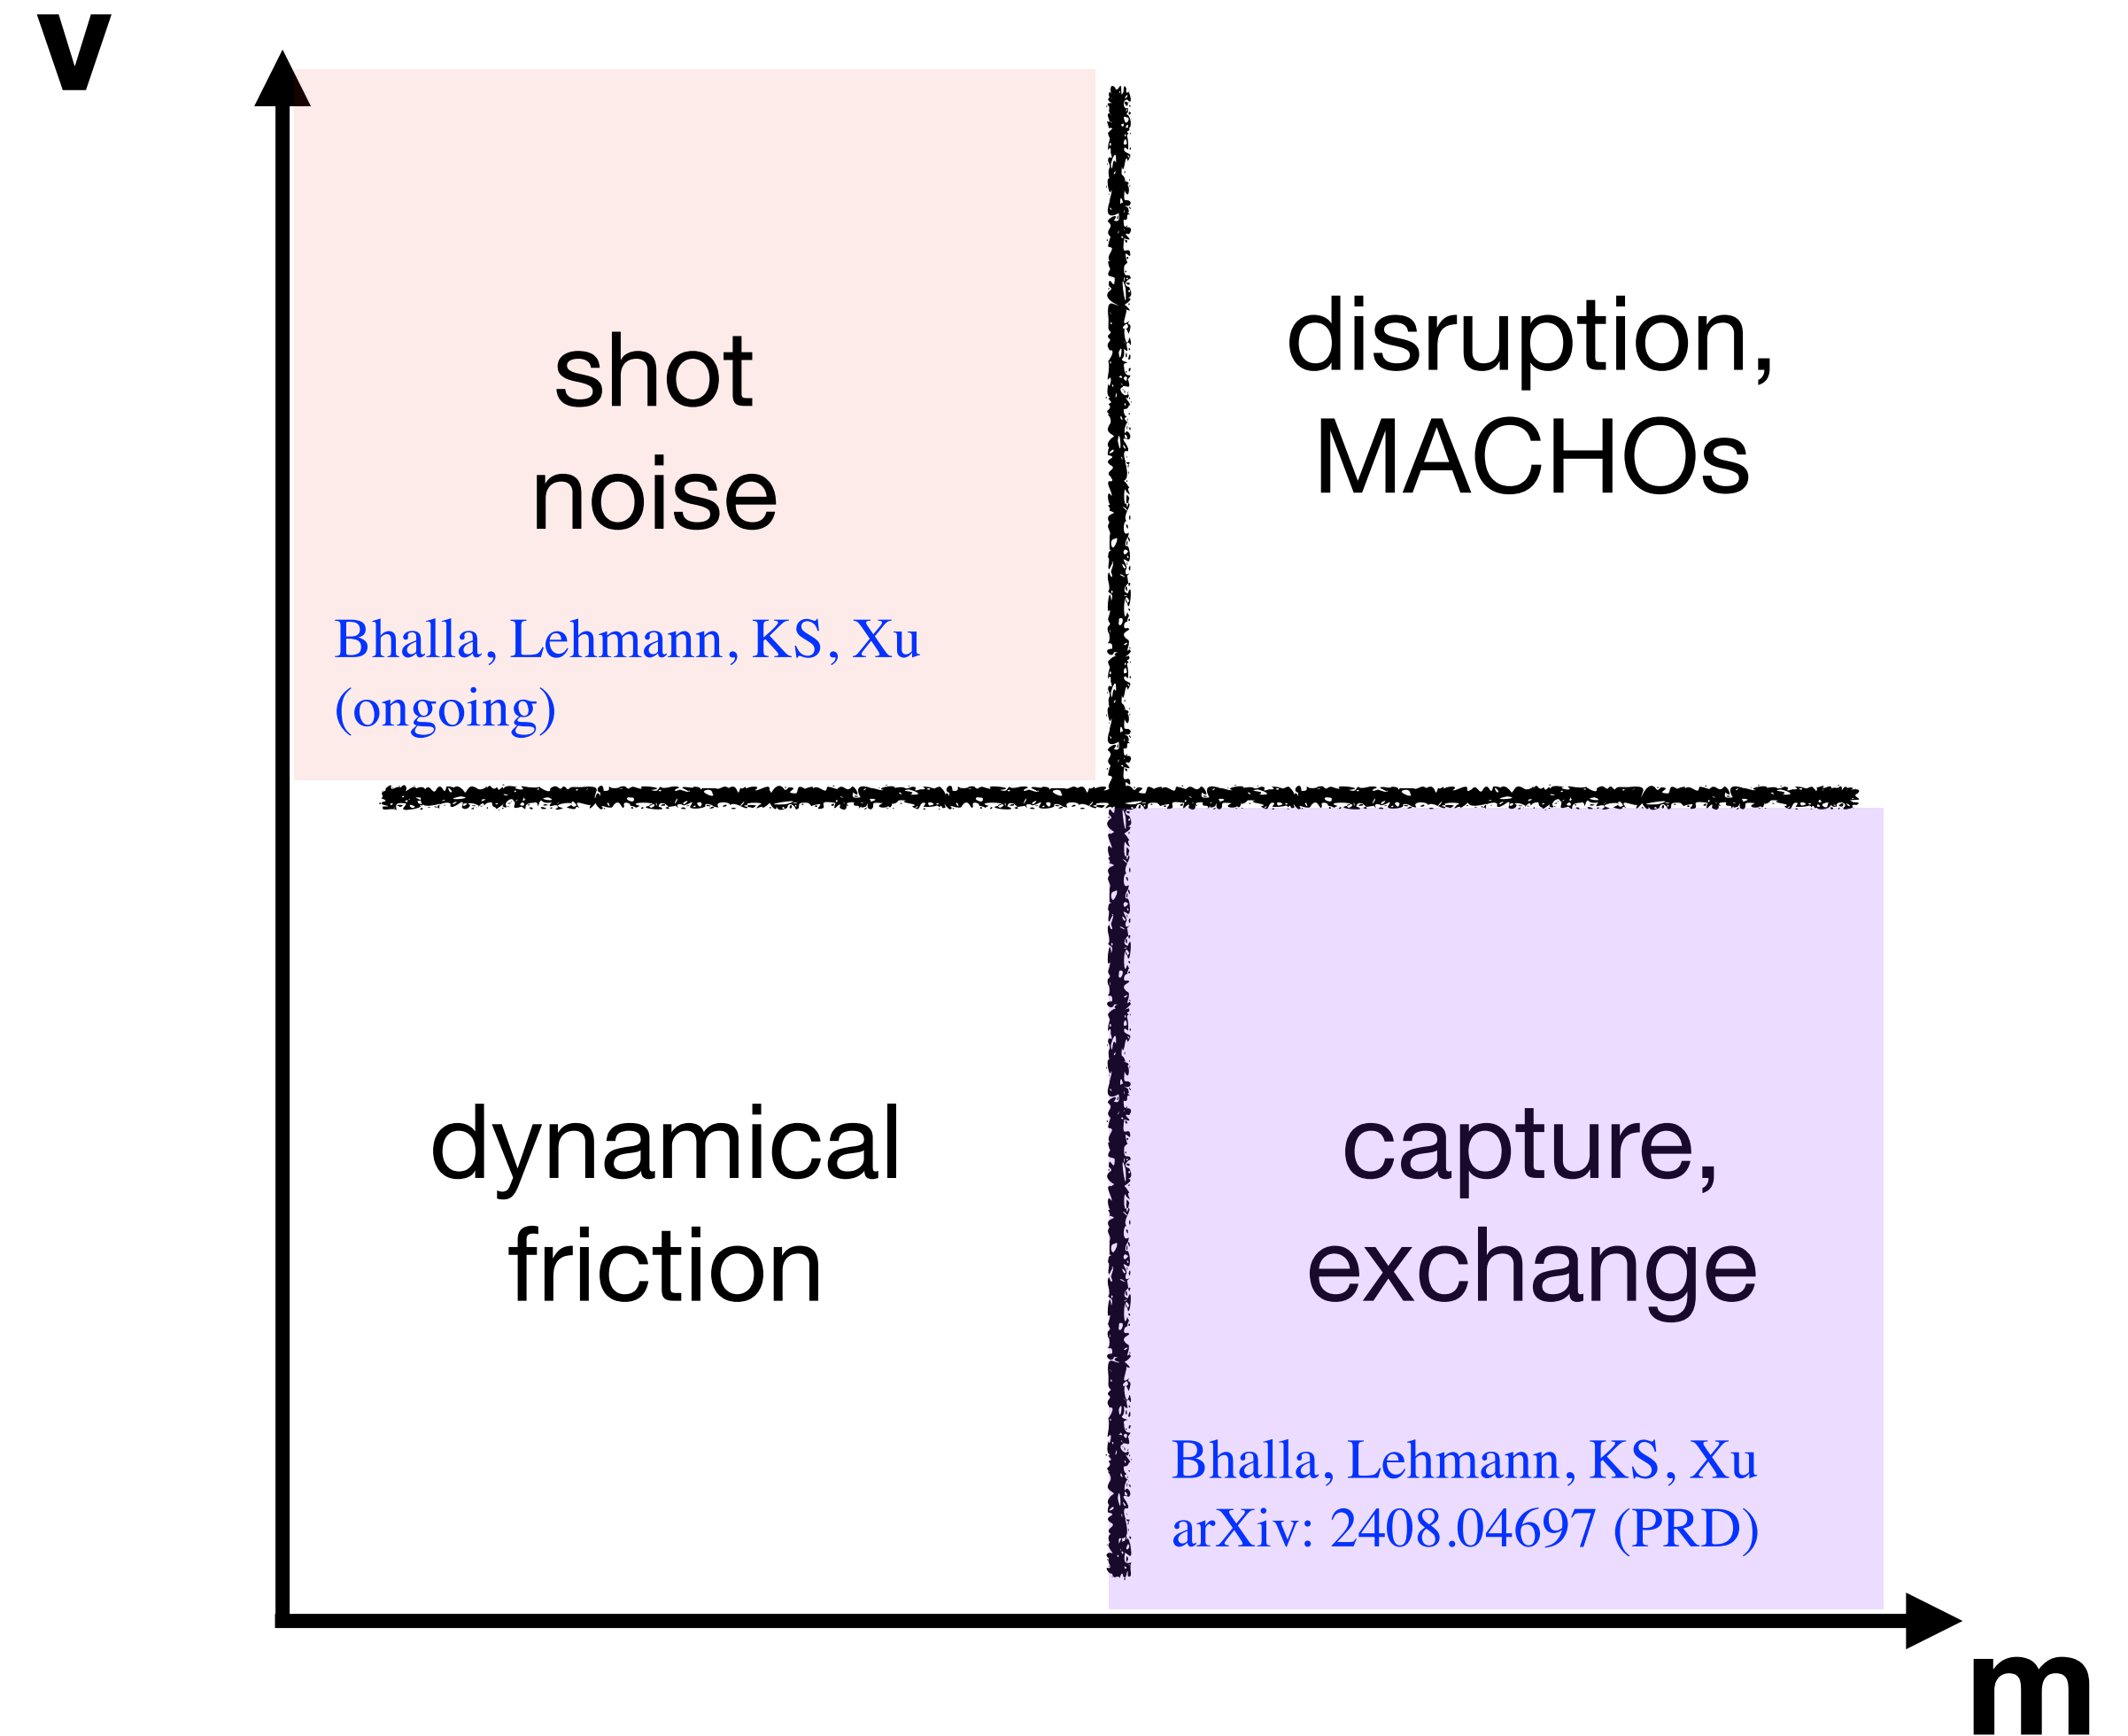 v
shot
noise
Bhalla, Lehmann, KS, Xu
(ongoing)
disruption,
MACHOs
dynamical
friction
capture,
exchange
Bhalla, Lehmann, KS, Xu
arXiv: 2408.04697 (PRD)
m